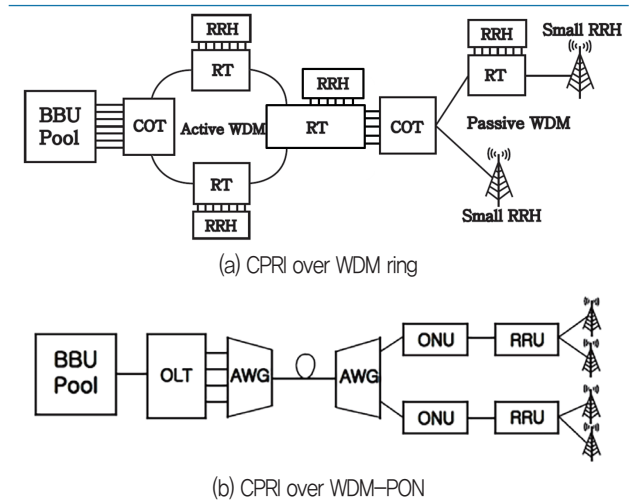 RRH
RT
BBU
Pool
COT
Active WDM
RT
RRH
RRH
RT
COT
RRH
RT
Small RRH
Passive WDM
Small RRH
(a) CPRI over WDM ring
BBU
Pool
OLT
AWG
AWG
ONU
RRU
ONU
RRU
(b) CPRI over WDM-PON